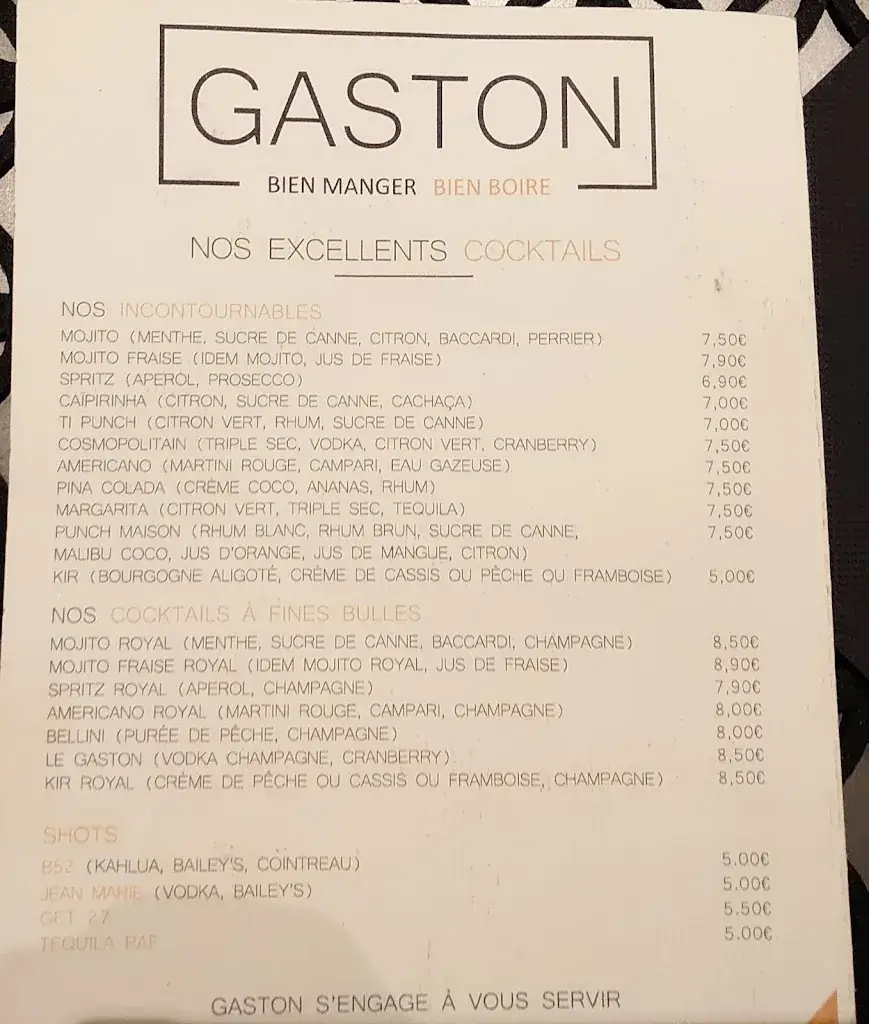 GASTON
BIEN MANGER BIEN BOIRE
NOS EXCELLENTS COCKTAILS
NOS INCONTOURNABLES
MOJITO (MENTHE, SUCRE DE CANNE, CITRON, BACCARDI, PERRIER) 7,50€
MOJITO FRAISE (IDEM MOJITO, JUS DE FRAISE) 7,90€
SPRITZ (APEROL, PROSECCO) 6,90€
CAÏPIRINHA (CITRON, SUCRE DE CANNE, CACHAÇA) 7,00€
TI PUNCH (CITRON VERT, RHUM, SUCRE DE CANNE) 7,00€
COSMOPOLITAIN (TRIPLE SEC, VODKA, CITRON VERT, CRANBERRY) 7,50€
AMERICANO (MARTINI ROUGE, CAMPARI, EAU GAZEUSE) 7,50€
PINA COLADA (CRÈME COCO, ANANAS, RHUM) 7,50€
MARGARITA (CITRON VERT, TRIPLE SEC, TEQUILA) 7,50€
PUNCH MAISON (RHUM BLANC, RHUM BRUN, SUCRE DE CANNE, 7,50€
MALIBU COCO, JUS D'ORANGE, JUS DE MANGUE, CITRON)
KIR (BOURGOGNE ALIGOTÉ, CRÈME DE CASSIS OU PÊCHE OU FRAMBOISE) 5,00€
NOS COCKTAILS À FINES BULLES
MOJITO ROYAL (MENTHE, SUCRE DE CANNE, BACCARDI, CHAMPAGNE) 8,50€
MOJITO FRAISE ROYAL (IDEM MOJITO ROYAL, JUS DE FRAISE) 8,90€
SPRITZ ROYAL (APEROL, CHAMPAGNE) 7,90€
AMERICANO ROYAL (MARTINI ROUGE, CAMPARI, CHAMPAGNE) 8,00€
BELLINI (PURÉE DE PÊCHE, CHAMPAGNE) 8,00€
LE GASTON (VODKA CHAMPAGNE, CRANBERRY) 8,50€
KIR ROYAL (CRÈME DE PÊCHE OU CASSIS OU FRAMBOISE, CHAMPAGNE) 8,50€
SHOTS
B52 (KAHLUA, BAILEY'S, COINTREAU) 5.00€
JEAN MARIE (VODKA, BAILEY'S) 5.00€
GET 27 5.50€
TEQUILA PAF 5.00€
GASTON S'ENGAGE À VOUS SERVIR